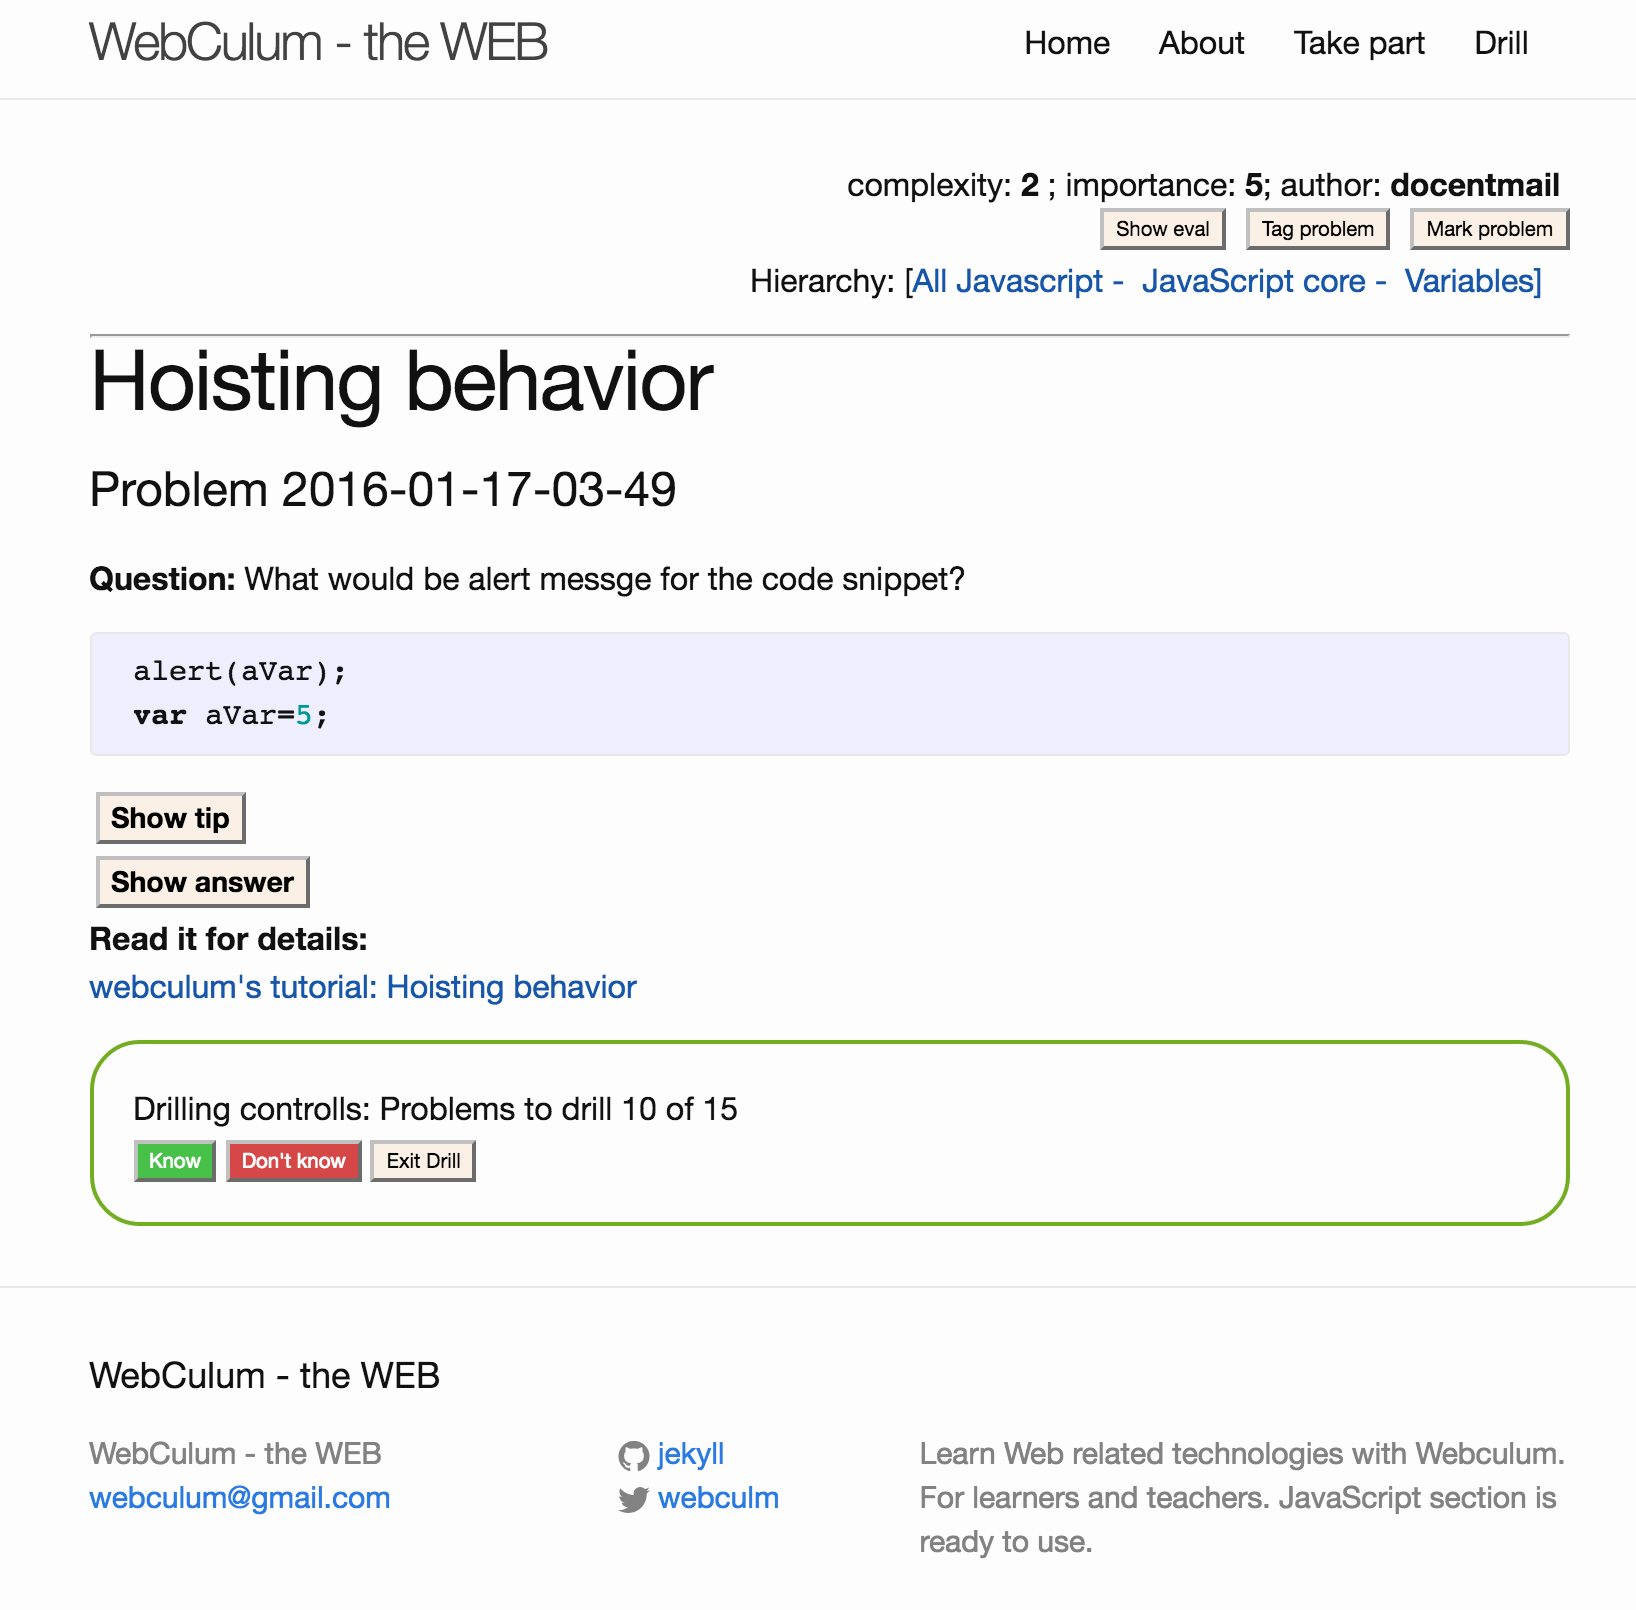 WebCulum - the WEB
Home About Take part Drill
complexity: 2 ; importance: 5; author: docentmail
Show eval Tag problem Mark problem
Hierarchy: [All Javascript - JavaScript core - Variables]
Hoisting behavior
Problem 2016-01-17-03-49
Question: What would be alert messge for the code snippet?
alert(aVar);
var aVar=5;
Show tip
Show answer
Read it for details:
webculum's tutorial: Hoisting behavior
Drilling controlls: Problems to drill 10 of 15
Know Don't know Exit Drill
WebCulum - the WEB
WebCulum - the WEB
webculum@gmail.com
jekyll
webculm
Learn Web related technologies with Webculum.
For learners and teachers. JavaScript section is
ready to use.